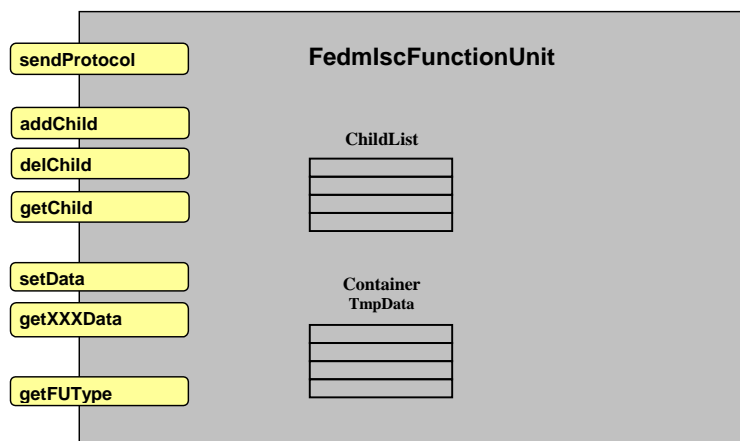 sendProtocol
FedmIscFunctionUnit
addChild
ChildList
delChild
getChild
setData
Container
TmpData
getXXXData
getFUType